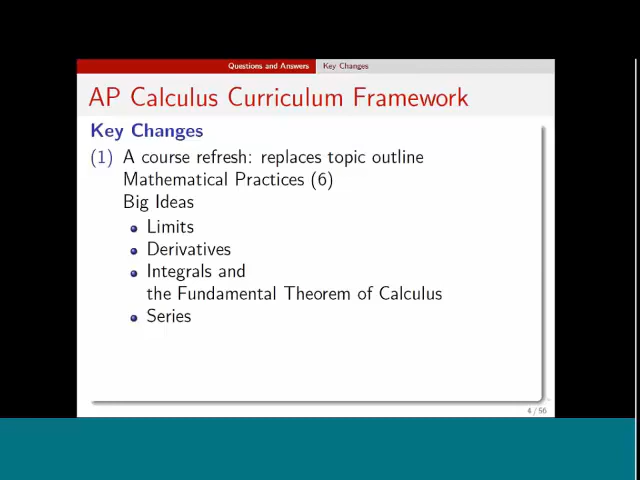 Questions and Answers Key Changes
AP Calculus Curriculum Framework
Key Changes
(1) A course refresh: replaces topic outline
Mathematical Practices (6)
Big Ideas
Limits
Derivatives
Integrals and
the Fundamental Theorem of Calculus
Series
4 / 56